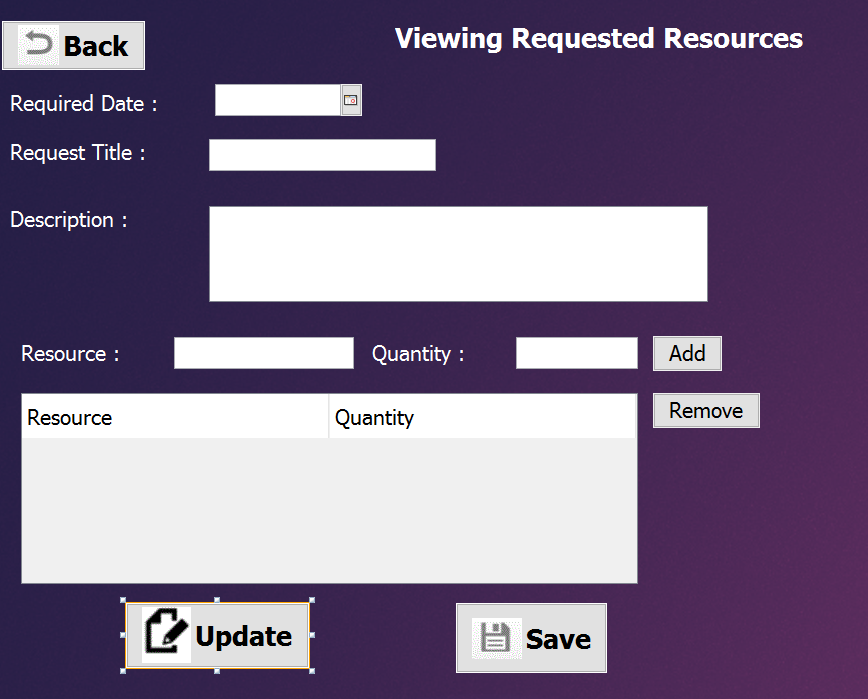 Back
Viewing Requested Resources
Required Date :
Request Title :
Description :
Resource :
Quantity :
Add
Resource
Quantity
Remove
Update
Save